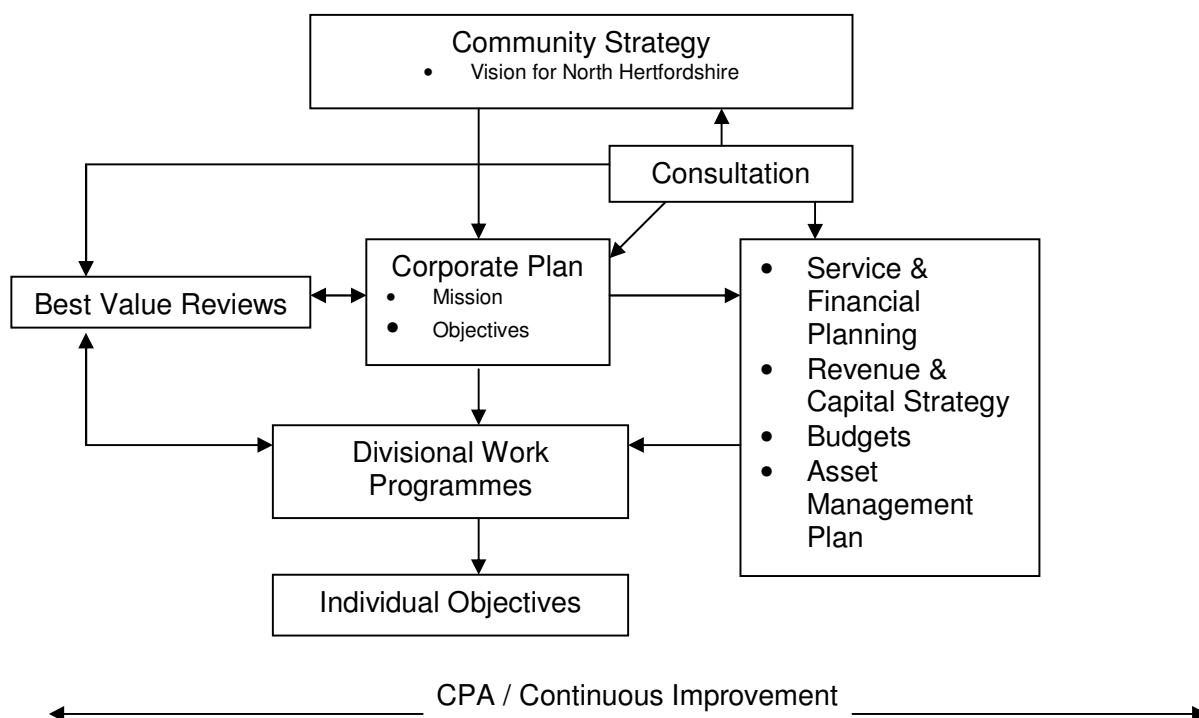 Community Strategy
• Vision for North Hertfordshire
Consultation
Best Value Reviews
Corporate Plan
• Mission
• Objectives
• Service &
Financial
Planning
• Revenue &
Capital Strategy
• Budgets
• Asset
Management
Plan
Divisional Work
Programmes
Individual Objectives
CPA / Continuous Improvement